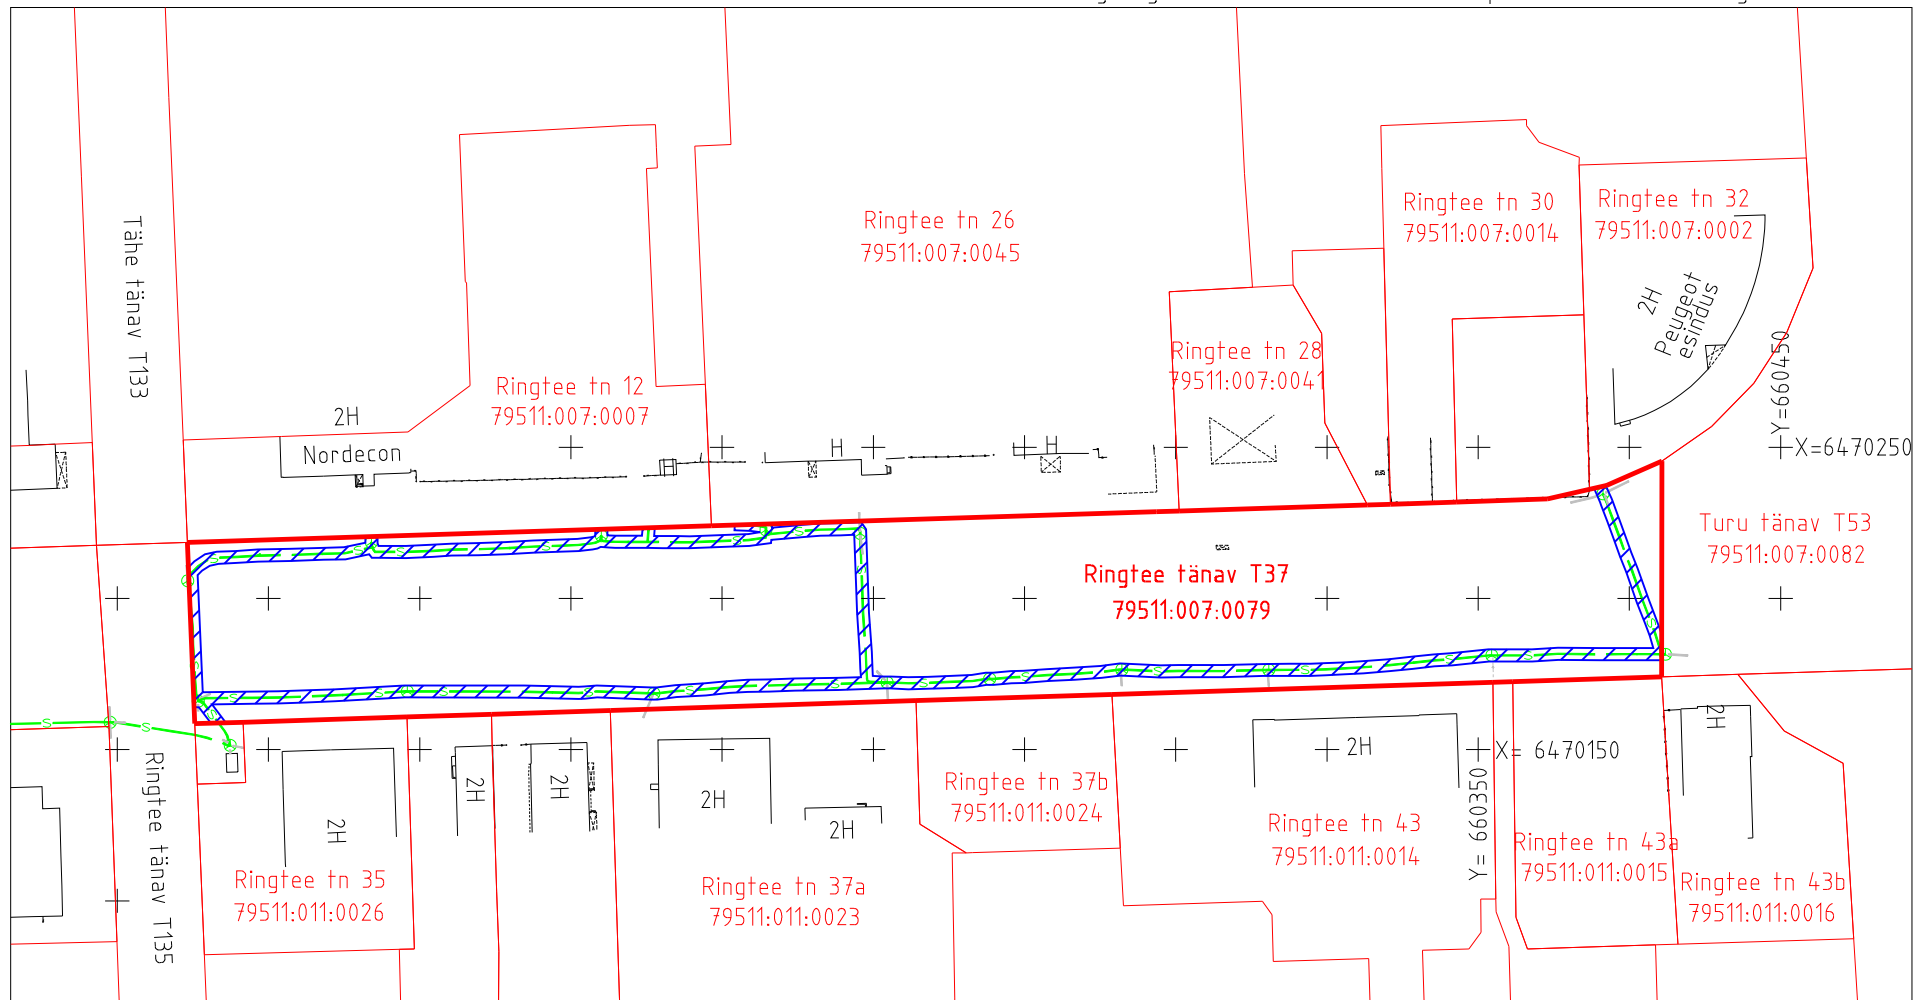 Tähe tänav T133
Ringtee tn 12
79511:007:0007
2H
Nordecon
H
H
H
Ringtee tn 26
79511:007:0045
Ringtee tn 28
79511:007:0041
Ringtee tn 30
79511:007:0014
Ringtee tn 32
79511:007:0002
2H
Peugeot
esindus
Y=660450
X=6470250
Turu tänav T53
79511:007:0082
Ringtee tänav T37
79511:007:0079
Ringtee tänav T135
2H
Ringtee tn 35
79511:011:0026
2H
2H
2H
2H
Ringtee tn 37a
79511:011:0023
Ringtee tn 37b
79511:011:0024
2H
Ringtee tn 43
79511:011:0014
X= 6470150
Y= 660350
Ringtee tn 43a
79511:011:0015
2H
Ringtee tn 43b
79511:011:0016